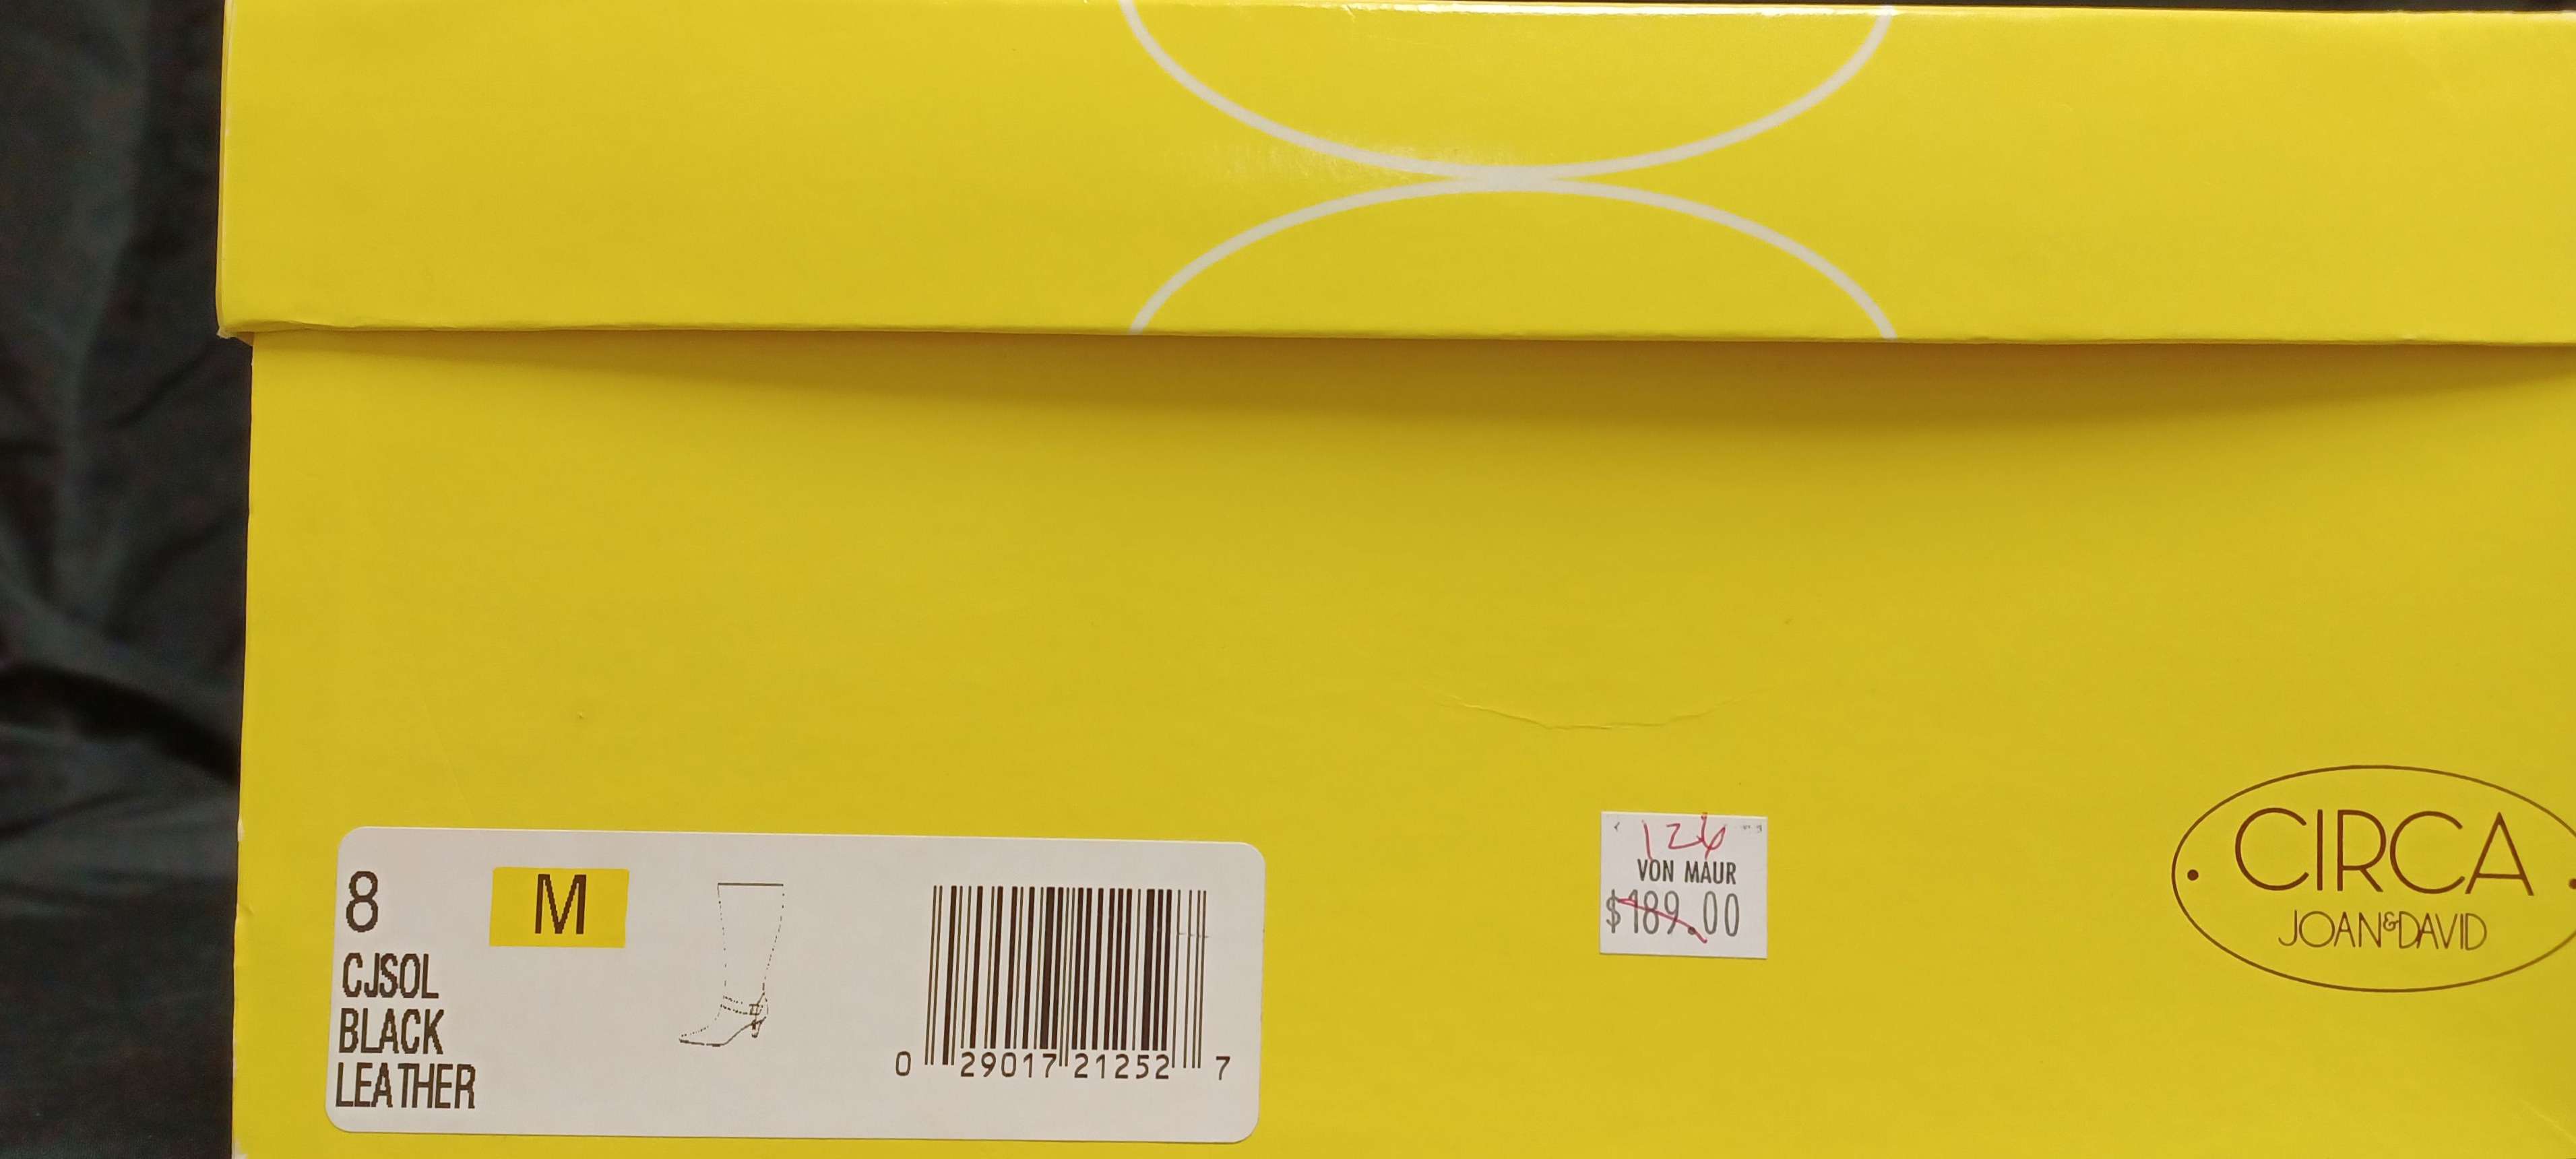 8 M
CJSOL
BLACK
LEATHER
0 29017 21252 7
126
VON MAUR
$189.00
CIRCA
JOAN&DAVID